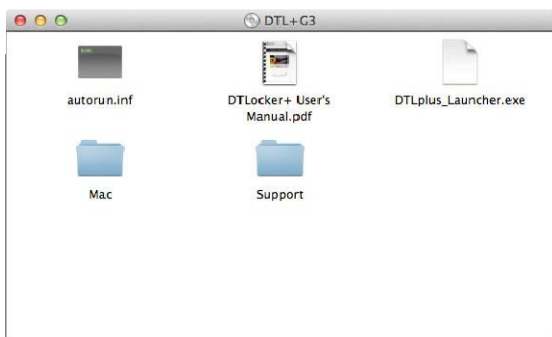 DTL+G3
autorun.inf
DTLocker+ User's
Manual.pdf
DTLplus_Launcher.exe
Mac
Support